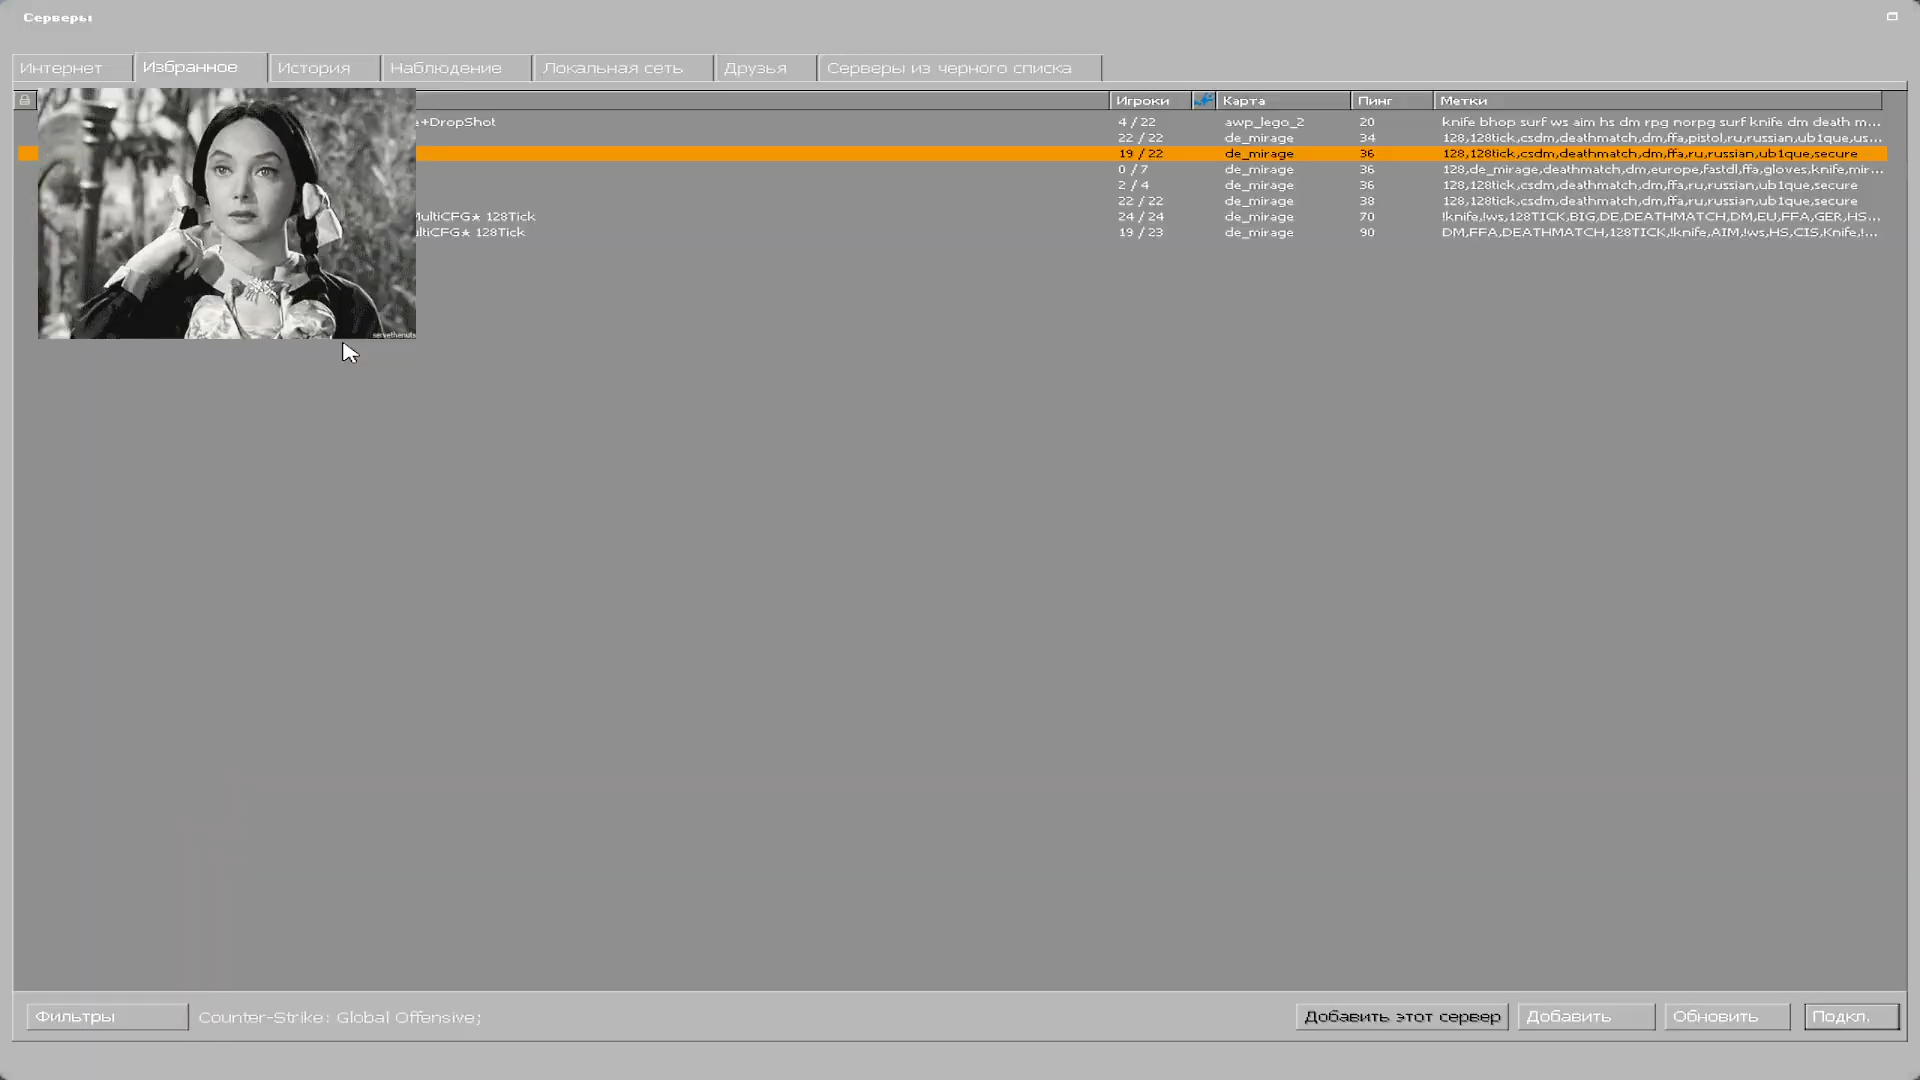 Серверы
Интернет Избранное История Наблюдение Локальная сеть Друзья Серверы из черного списка
Игроки Карта Пинг Метки
e+DropShot 4 / 22 awp_lego_2 20 knife bhop surf ws aim hs dm rpg norpg surf knife dm death m...
22 / 22 de_mirage 34 128,128tick,csdm,deathmatch,dm,ffa,pistol,ru,russian,ub1que,us...
19 / 22 de_mirage 36 128,128tick,csdm,deathmatch,dm,ffa,ru,russian,ub1que,secure
0 / 7 de_mirage 36 128,de_mirage,deathmatch,dm,europe,fastdl,ffa,gloves,knife,mir...
2 / 4 de_mirage 36 128,128tick,csdm,deathmatch,dm,ffa,ru,russian,ub1que,secure
22 / 22 de_mirage 38 128,128tick,csdm,deathmatch,dm,ffa,ru,russian,ub1que,secure
MultiCFG★ 128Tick 24 / 24 de_mirage 70 !knife,!ws,128TICK,BIG,DE,DEATHMATCH,DM,EU,FFA,GER,HS...
ltiCFG★ 128Tick 19 / 23 de_mirage 90 DM,FFA,DEATHMATCH,128TICK,!knife,AIM,!ws,HS,CIS,Knife,!...
servethenuts
Фильтры Counter-Strike: Global Offensive; Добавить этот сервер Добавить Обновить Подкл.